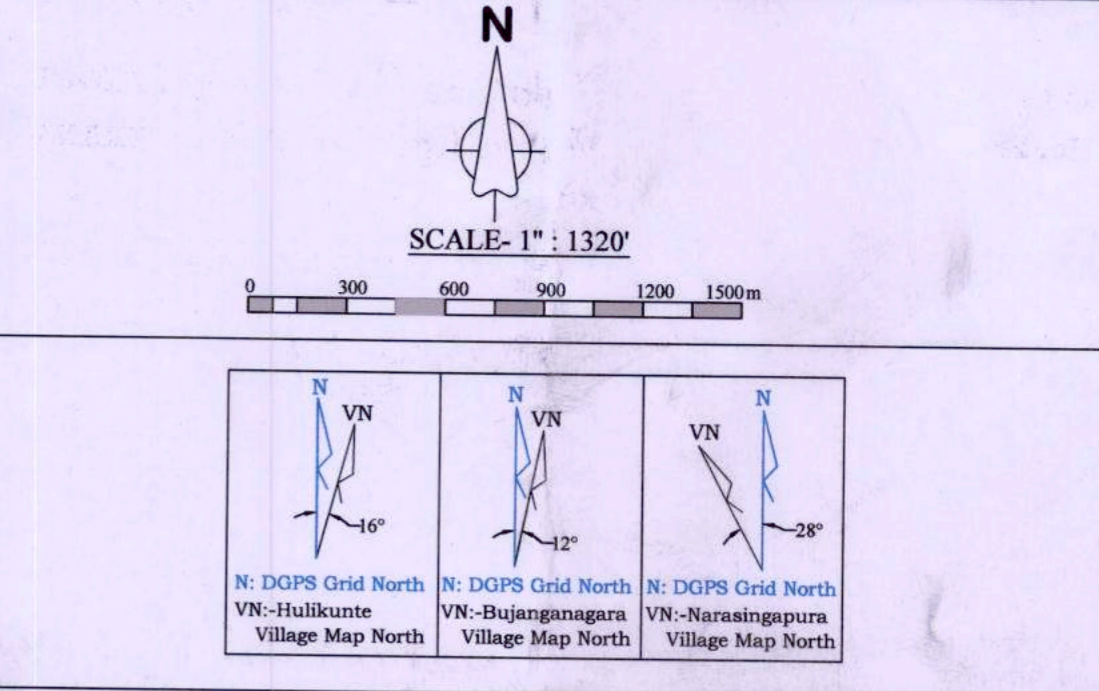 N
SCALE- 1" : 1320'
0 300 600 900 1200 1500m
N VN 16°
N: DGPS Grid North
VN:-Hulikunte
Village Map North
N VN 12°
N: DGPS Grid North
VN:-Bujanganagara
Village Map North
VN N 28°
N: DGPS Grid North
VN:-Narasingapura
Village Map North